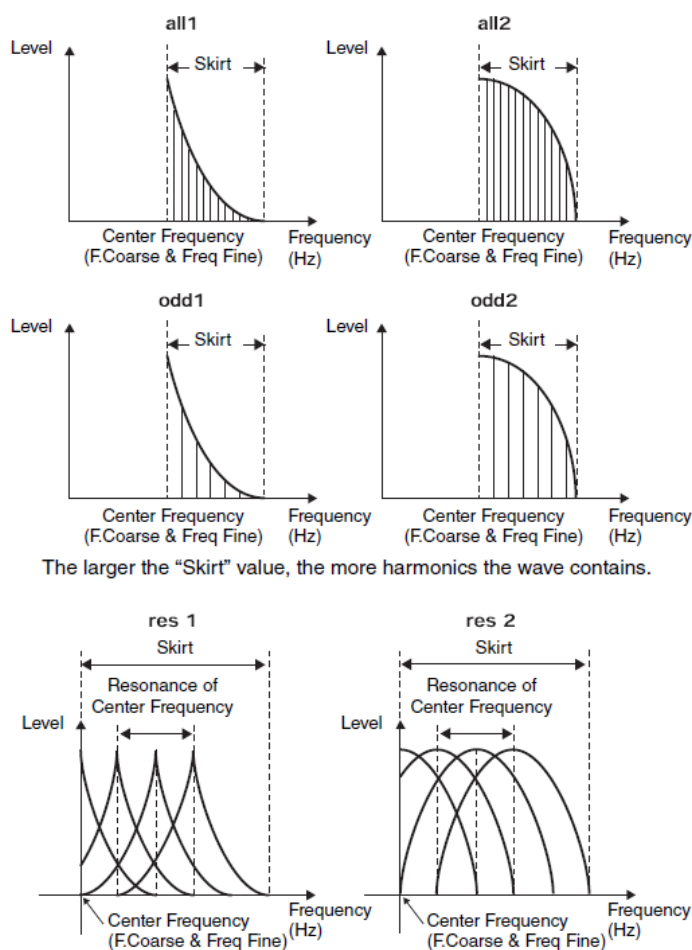 all1
Level
Skirt
Center Frequency
(F.Coarse & Freq Fine)
Frequency
(Hz)
all2
Level
Skirt
Center Frequency
(F.Coarse & Freq Fine)
Frequency
(Hz)
odd1
Level
Skirt
Center Frequency
(F.Coarse & Freq Fine)
Frequency
(Hz)
odd2
Level
Skirt
Center Frequency
(F.Coarse & Freq Fine)
Frequency
(Hz)
The larger the “Skirt” value, the more harmonics the wave contains.
res 1
Skirt
Resonance of
Center Frequency
Level
Center Frequency
(F.Coarse & Freq Fine)
Frequency
(Hz)
res 2
Skirt
Resonance of
Center Frequency
Level
Center Frequency
(F.Coarse & Freq Fine)
Frequency
(Hz)